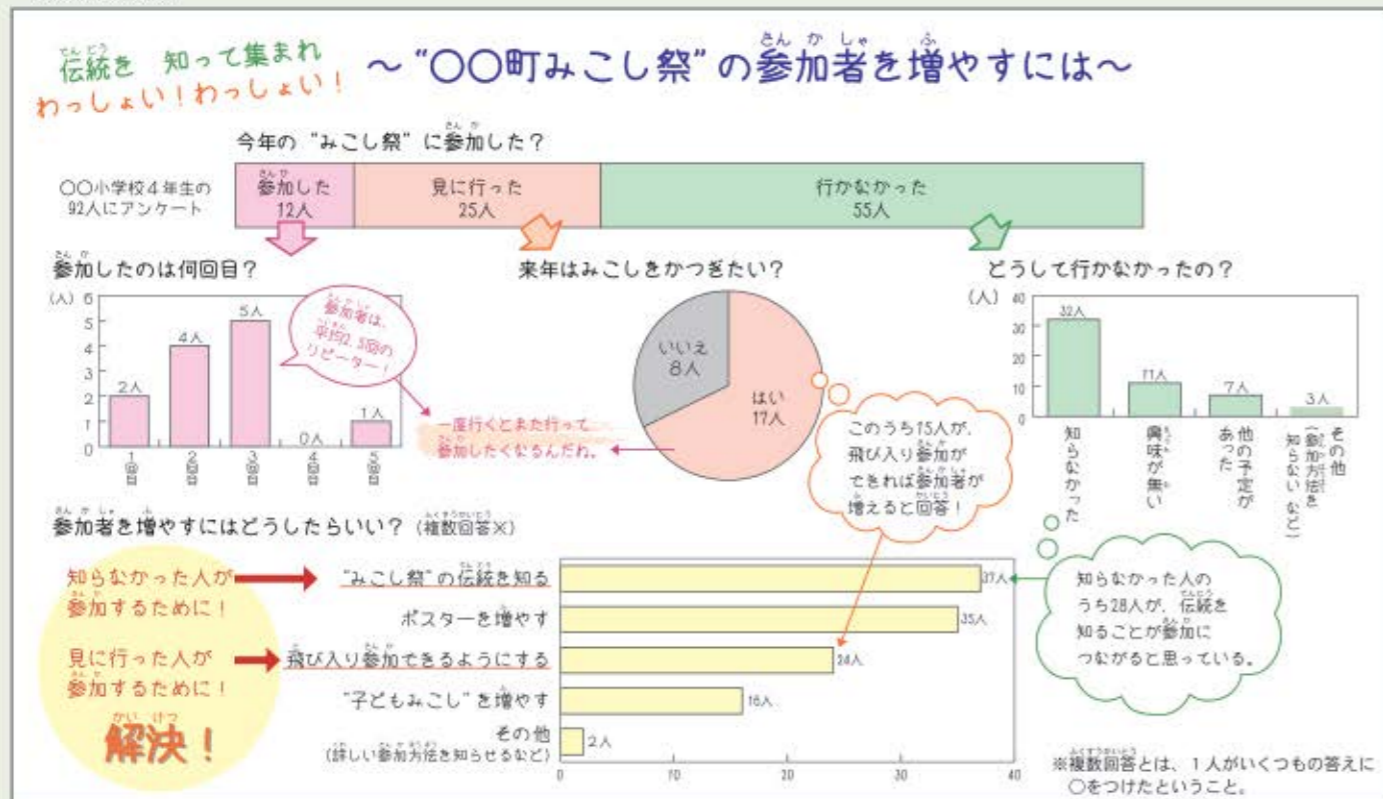 伝統を 知って集まれ
わっしょい!わっしょい!
~“○○町みこし祭”の参加者を増やすには~
今年の“みこし祭”に参加した?
○○小学校4年生の
92人にアンケート
参加した
12人
見に行った
25人
行かなかった
55人
参加したのは何回目?
(人)
6
5
4
3
2
1
0
2人
4人
5人
0人
1人
1回目
2回目
3回目
4回目
5回目
参加者は、
平均2.5回の
リピーター!
一度行くとまた行って
参加したくなるんだね。
来年はみこしをかつぎたい?
いいえ
8人
はい
17人
このうち15人が、
飛び入り参加が
できれば参加者が
増えると回答!
どうして行かなかったの?
(人)
40
30
20
10
0
32人
11人
7人
3人
知らなかった
興味が無い
他の予定が
あった
その他
(参加方法を
知らない など)
知らなかった人の
うち28人が、伝統を
知ることが参加に
つながると思っている。
参加者を増やすにはどうしたらいい?(複数回答※)
知らなかった人が
参加するために!
見に行った人が
参加するために!
解決!
“みこし祭”の伝統を知る
37人
ポスターを増やす
35人
飛び入り参加できるようにする
24人
“子どもみこし”を増やす
16人
その他
(詳しい参加方法を知らせるなど)
2人
0 10 20 30 40
※複数回答とは、1人がいくつもの答えに
○をつけたということ。